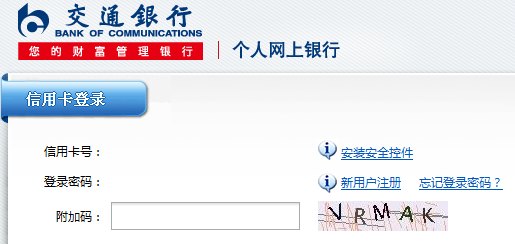 交通銀行
BANK OF COMMUNICATIONS
您的财富管理银行
个人网上银行
信用卡登录
信用卡号： 安装安全控件
登录密码： 新用户注册 忘记登录密码？
附加码： VRMAK